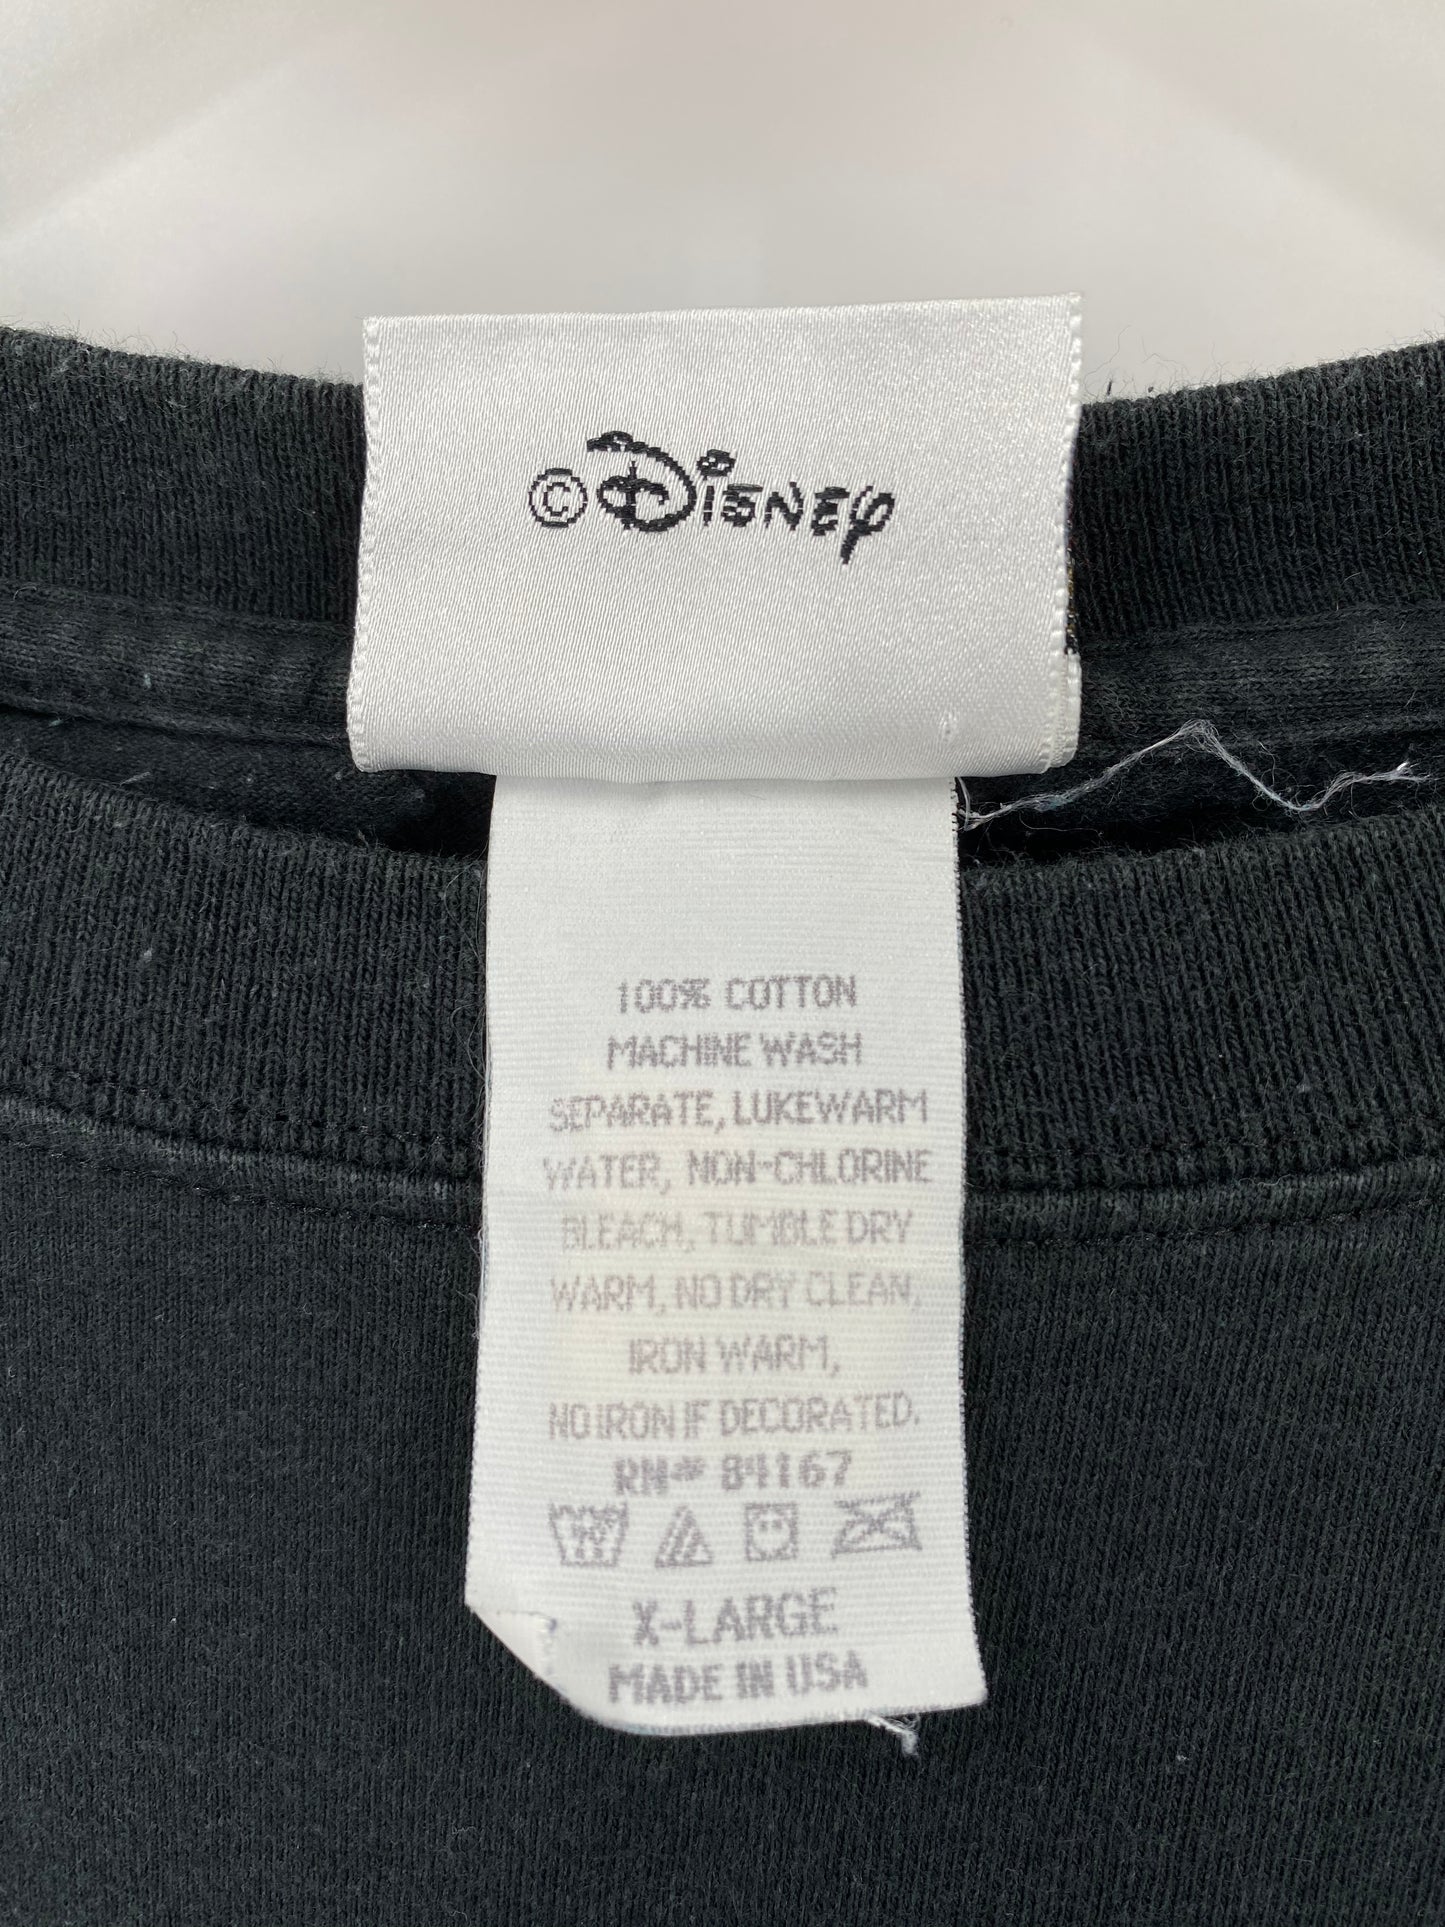 ©Disney
100% COTTON
MACHINE WASH
SEPARATE, LUKEWARM
WATER, NON-CHLORINE
BLEACH, TUMBLE DRY
WARM, NO DRY CLEAN,
IRON WARM,
NO IRON IF DECORATED.
RN# 84167
X-LARGE
MADE IN USA